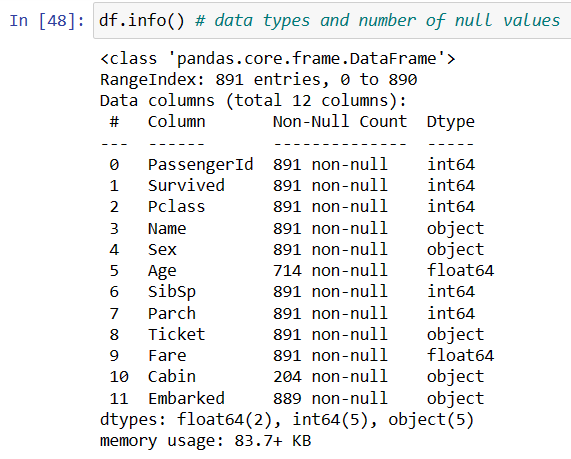 In [48]: df.info() # data types and number of null values
<class 'pandas.core.frame.DataFrame'>
RangeIndex: 891 entries, 0 to 890
Data columns (total 12 columns):
 #   Column       Non-Null Count  Dtype
---  ------       --------------  -----
 0   PassengerId  891 non-null    int64
 1   Survived     891 non-null    int64
 2   Pclass       891 non-null    int64
 3   Name         891 non-null    object
 4   Sex          891 non-null    object
 5   Age          714 non-null    float64
 6   SibSp        891 non-null    int64
 7   Parch        891 non-null    int64
 8   Ticket       891 non-null    object
 9   Fare         891 non-null    float64
 10  Cabin        204 non-null    object
 11  Embarked     889 non-null    object
dtypes: float64(2), int64(5), object(5)
memory usage: 83.7+ KB